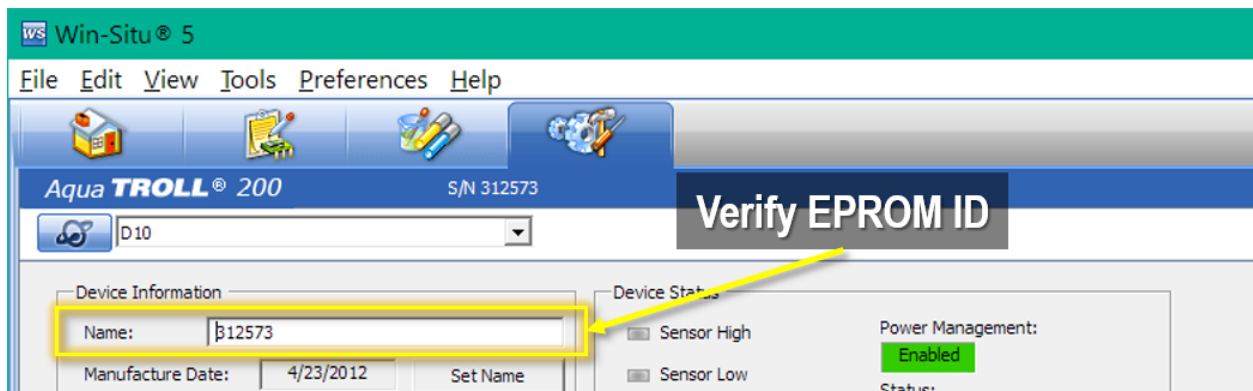 WS Win-Situ® 5
File Edit View Tools Preferences Help
Aqua TROLL® 200 S/N 312573
Verify EPROM ID
D10
Device Information
Device Status
Name: 312573
Sensor High
Power Management:
Enabled
Manufacture Date: 4/23/2012 Set Name
Sensor Low
Status: